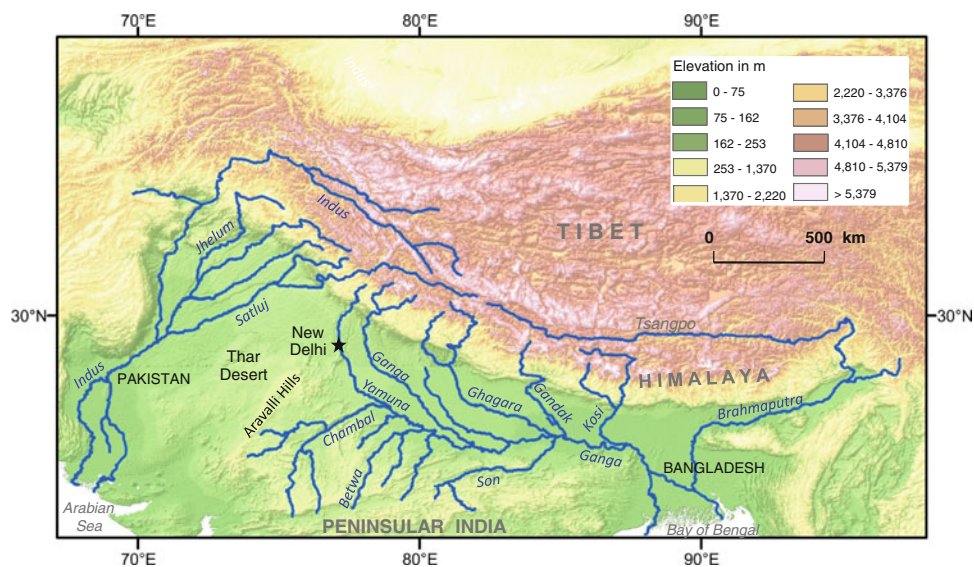 70°E 80°E 90°E
Indus
Elevation in m
0 - 75
75 - 162
162 - 253
253 - 1,370
1,370 - 2,220
2,220 - 3,376
3,376 - 4,104
4,104 - 4,810
4,810 - 5,379
> 5,379
Indus
Jhelum
TIBET
0 500 km
Satluj
30°N
30°N
Tsangpo
New
Delhi
Thar
Desert
Indus
PAKISTAN
Aravalli Hills
Ganga
Yamuna
Ghagara
Gandak
Kosi
HIMALAYA
Brahmaputra
Chambal
Betwa
Son
Ganga
BANGLADESH
Arabian
Sea
PENINSULAR INDIA
Bay of Bengal
70°E 80°E 90°E